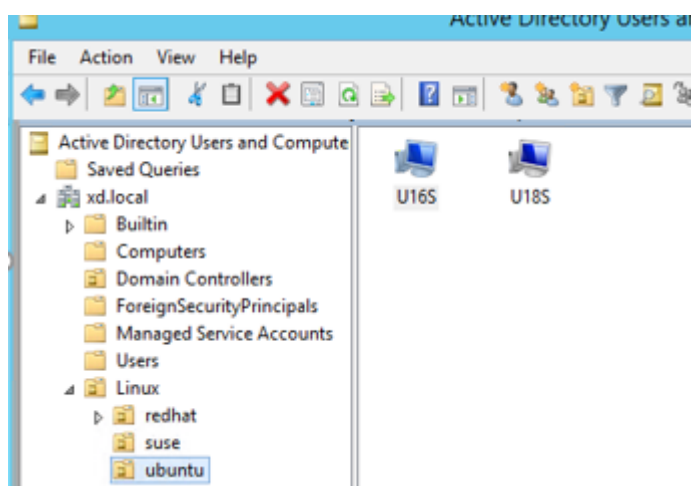 Active Directory Users a
File Action View Help
Active Directory Users and Compute
Saved Queries
xd.local
Builtin
Computers
Domain Controllers
ForeignSecurityPrincipals
Managed Service Accounts
Users
Linux
redhat
suse
ubuntu
U16S U18S